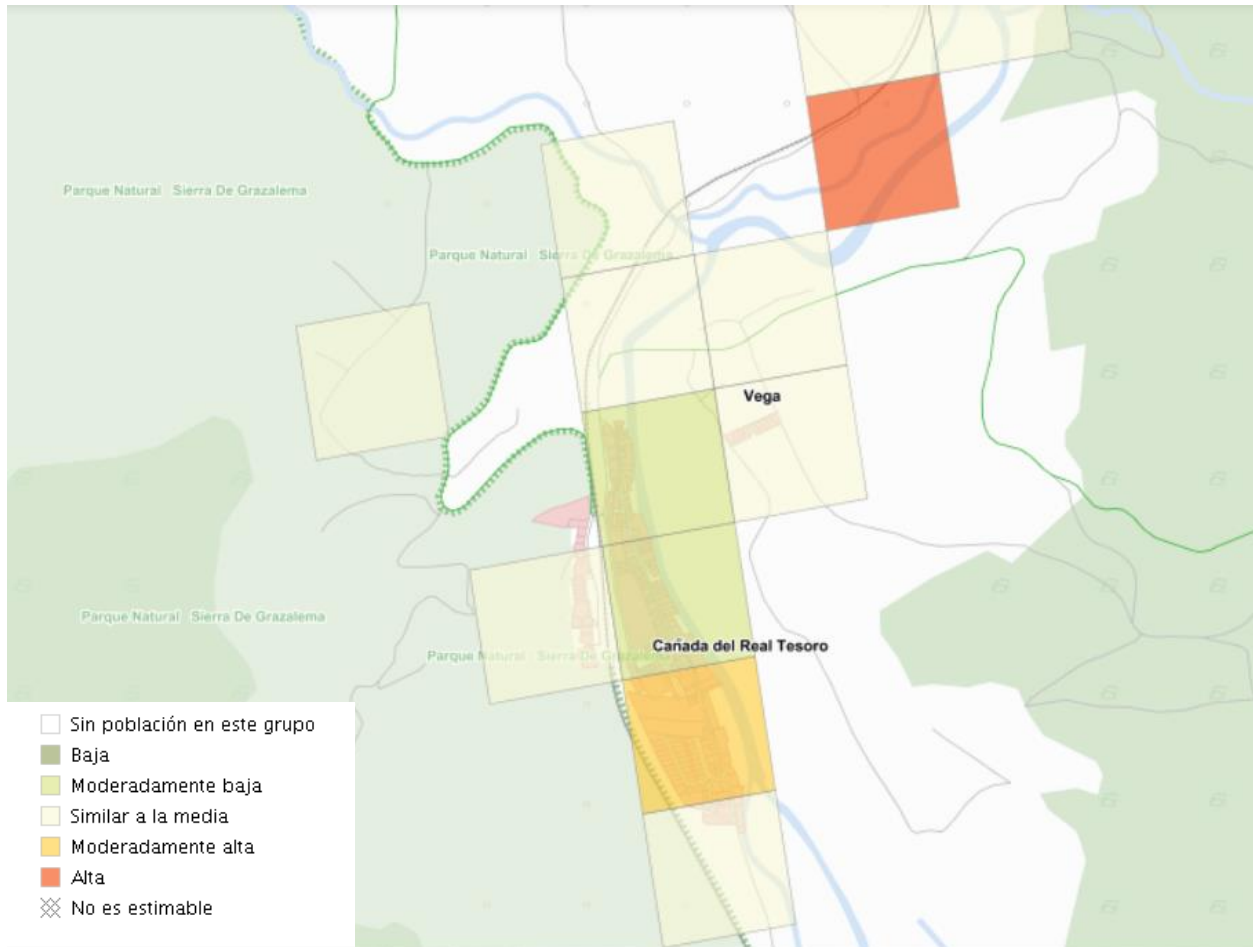 Parque Natural Sierra De Grazalema
Parque Natural Sierra De Grazalema
Vega
Parque Natural Sierra De Grazalema
Cañada del Real Tesoro
Parque Natural Sierra De Grazalema
Sin población en este grupo
Baja
Moderadamente baja
Similar a la media
Moderadamente alta
Alta
No es estimable